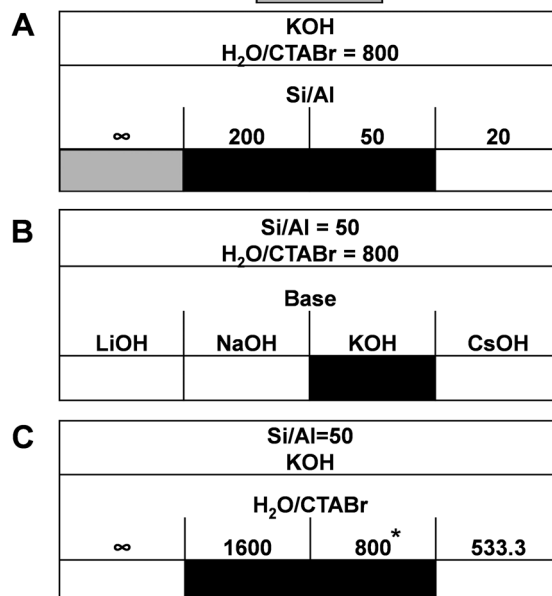 A
KOH
H₂O/CTABr = 800
Si/Al
∞ 200 50 20
B
Si/Al = 50
H₂O/CTABr = 800
Base
LiOH NaOH KOH CsOH
C
Si/Al=50
KOH
H₂O/CTABr
∞ 1600 800* 533.3